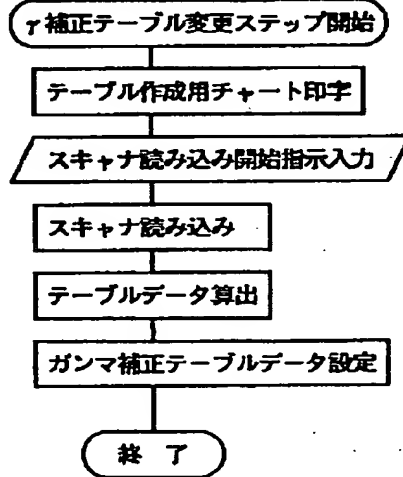 γ補正テーブル変更ステップ開始
テーブル作成用チャート印字
スキャナ読み込み開始指示入力
スキャナ読み込み
テーブルデータ算出
ガンマ補正テーブルデータ設定
終 了